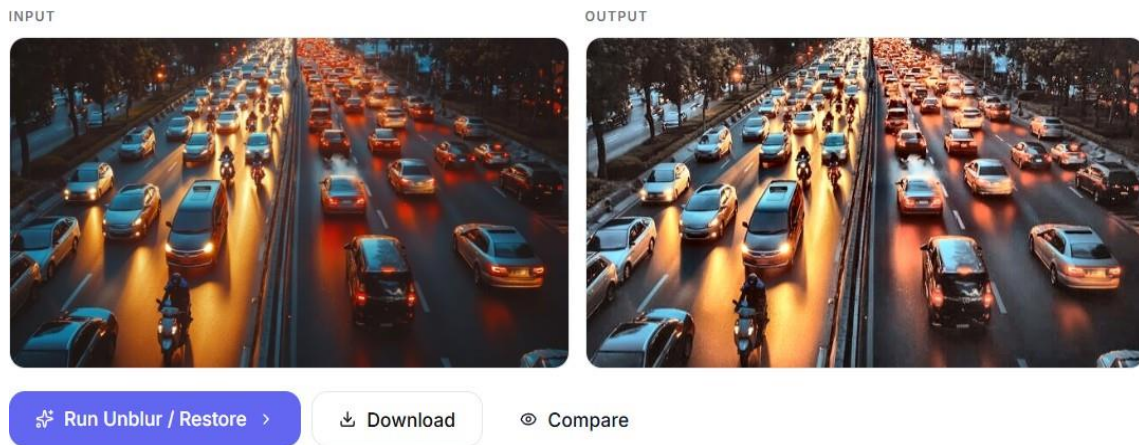 INPUT
OUTPUT
Run Unblur / Restore
Download
Compare